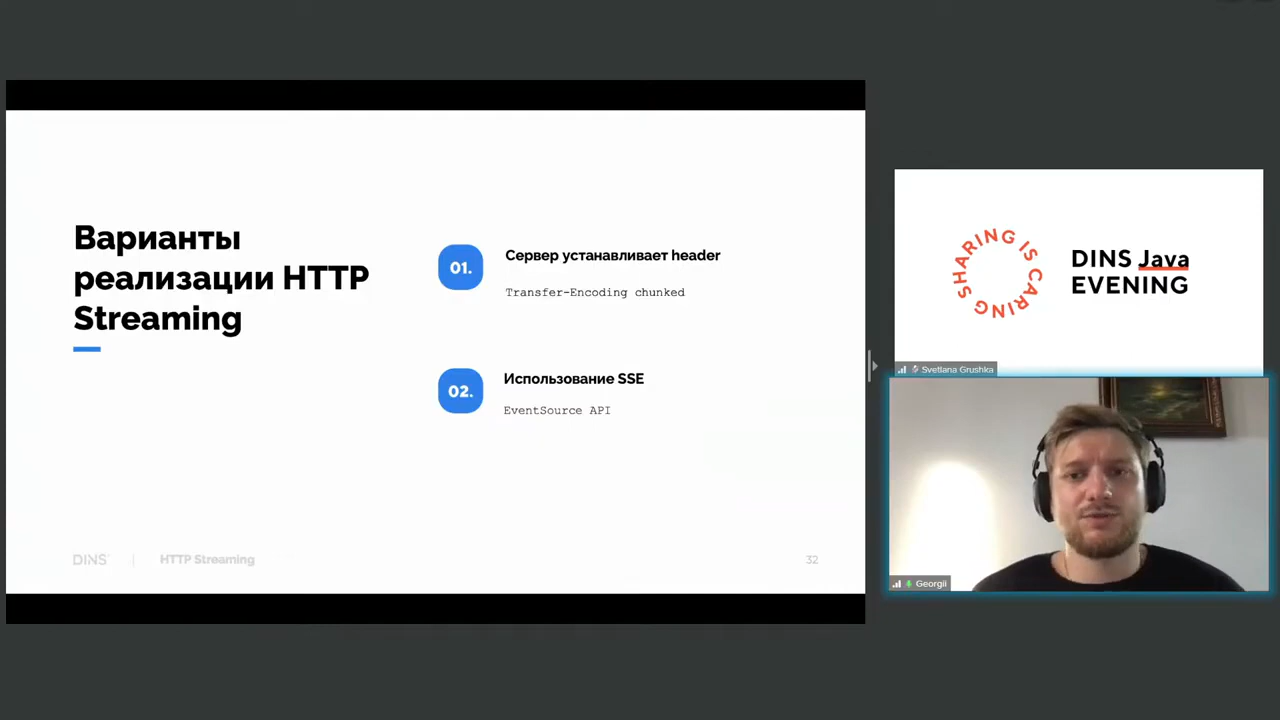 Варианты
реализации HTTP
Streaming
01.
Сервер устанавливает header
Transfer-Encoding chunked
02.
Использование SSE
EventSource API
DINS
HTTP Streaming
32
SHARING IS CARING
DINS Java
EVENING
Svetlana Grushka
Georgii